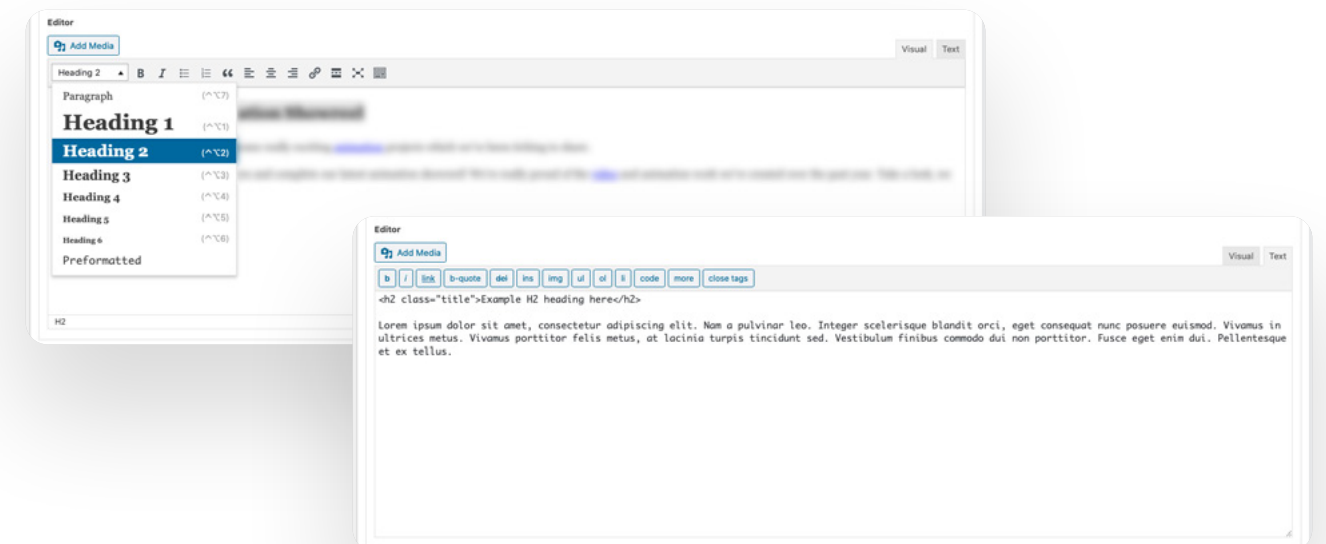 Editor
Add Media
Visual Text
Heading 2
B I
Paragraph (^⌥7)
Heading 1 (^⌥1)
Heading 2 (^⌥2)
Heading 3 (^⌥3)
Heading 4 (^⌥4)
Heading 5 (^⌥5)
Heading 6 (^⌥6)
Preformatted
H2
Editor
Add Media
Visual Text
b i link b-quote del ins img ul ol li code more close tags
<h2 class="title">Example H2 heading here</h2>
Lorem ipsum dolor sit amet, consectetur adipiscing elit. Nam a pulvinar leo. Integer scelerisque blandit orci, eget consequat nunc posuere euismod. Vivamus in
ultrices metus. Vivamus porttitor felis metus, at lacinia turpis tincidunt sed. Vestibulum finibus commodo dui non porttitor. Fusce eget enim dui. Pellentesque
et ex tellus.